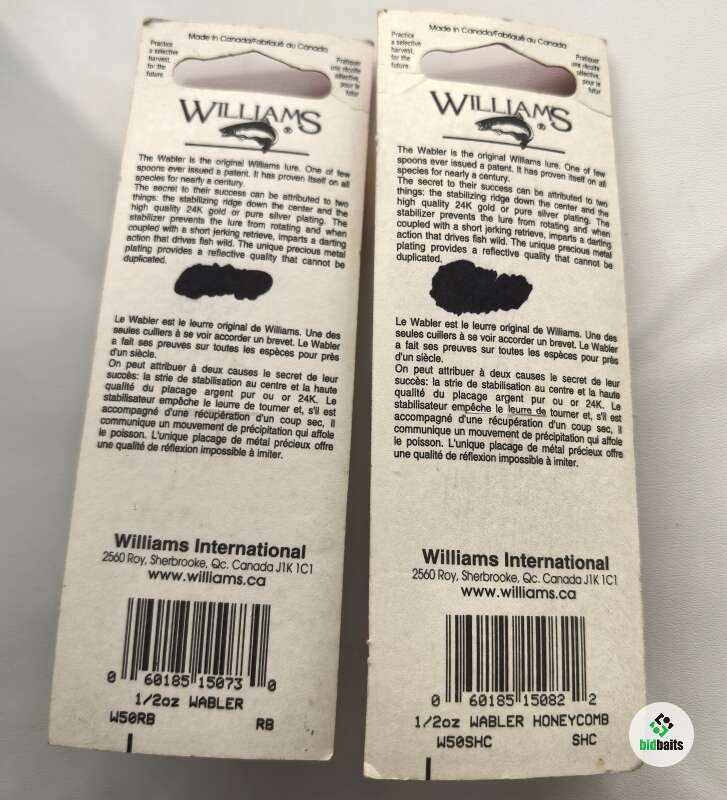 Made in Canada/Fabriqué au Canada
Practice
a selective
harvest,
for the
future.
Pratiquer
une récolte
sélective,
pour le
futur
WILLIAMS
®
The Wabler is the original Williams lure. One of few
spoons ever issued a patent. It has proven itself on all
species for nearly a century.
The secret to their success can be attributed to two
things: the stabilizing ridge down the center and the
high quality 24K gold or pure silver plating. The
stabilizer prevents the lure from rotating and when
coupled with a short jerking retrieve, imparts a darting
action that drives fish wild. The unique precious metal
plating provides a reflective quality that cannot be
duplicated.
Le Wabler est le leurre original de Williams. Une des
seules cuillers à se voir accorder un brevet. Le Wabler
a fait ses preuves sur toutes les espèces pour près
d'un siècle.
On peut attribuer à deux causes le secret de leur
succès: la strie de stabilisation au centre et la haute
qualité du placage argent pur ou or 24K. Le
stabilisateur empêche le leurre de tourner et, s'il est
accompagné d'une récupération d'un coup sec, il
communique un mouvement de précipitation qui affole
le poisson. L'unique placage de métal précieux offre
une qualité de réflexion impossible à imiter.
Williams International
2560 Roy, Sherbrooke, Qc. Canada J1K 1C1
www.williams.ca
0 60185 15073 0
1/2oz WABLER
W50RB RB
Made in Canada/Fabriqué au Canada
Practice
a selective
harvest,
for the
future.
Pratiquer
une récolte
sélective,
pour le
futur
WILLIAMS
®
The Wabler is the original Williams lure. One of few
spoons ever issued a patent. It has proven itself on all
species for nearly a century.
The secret to their success can be attributed to two
things: the stabilizing ridge down the center and the
high quality 24K gold or pure silver plating. The
stabilizer prevents the lure from rotating and when
coupled with a short jerking retrieve, imparts a darting
action that drives fish wild. The unique precious metal
plating provides a reflective quality that cannot be
duplicated.
Le Wabler est le leurre original de Williams. Une des
seules cuillers à se voir accorder un brevet. Le Wabler
a fait ses preuves sur toutes les espèces pour près
d'un siècle.
On peut attribuer à deux causes le secret de leur
succès: la strie de stabilisation au centre et la haute
qualité du placage argent pur ou or 24K. Le
stabilisateur empêche le leurre de tourner et, s'il est
accompagné d'une récupération d'un coup sec, il
communique un mouvement de précipitation qui affole
le poisson. L'unique placage de métal précieux offre
une qualité de réflexion impossible à imiter.
Williams International
2560 Roy, Sherbrooke, Qc. Canada J1K 1C1
www.williams.ca
0 60185 15082 2
1/2oz WABLER HONEYCOMB
W50SHC SHC
bidbaits